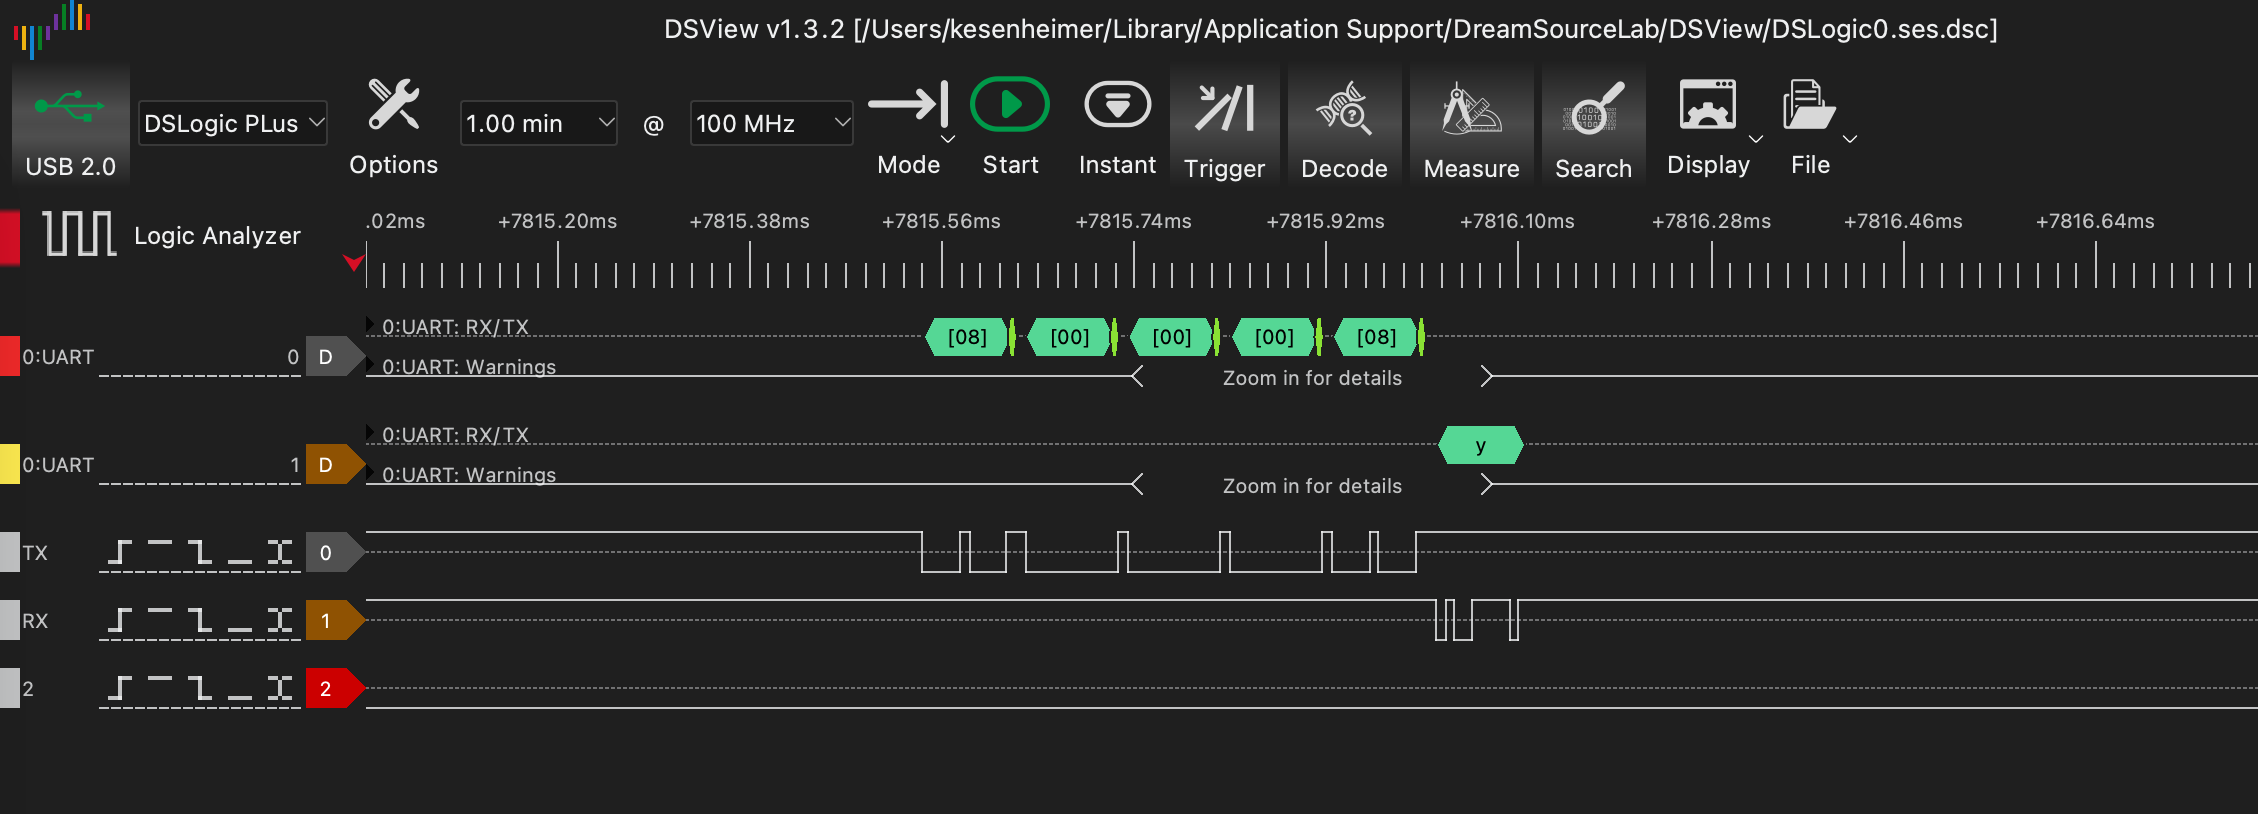 DSView v1.3.2 [/Users/kesenheimer/Library/Application Support/DreamSourceLab/DSView/DSLogic0.ses.dsc]
USB 2.0
DSLogic PLus
Options
1.00 min
@
100 MHz
Mode
Start
Instant
Trigger
Decode
Measure
Search
Display
File
Logic Analyzer
.02ms +7815.20ms +7815.38ms +7815.56ms +7815.74ms +7815.92ms +7816.10ms +7816.28ms +7816.46ms +7816.64ms
0:UART 0 D
0:UART: RX/TX
[08] [00] [00] [00] [08]
0:UART: Warnings
Zoom in for details
0:UART 1 D
0:UART: RX/TX
y
0:UART: Warnings
Zoom in for details
TX 0
RX 1
2 2